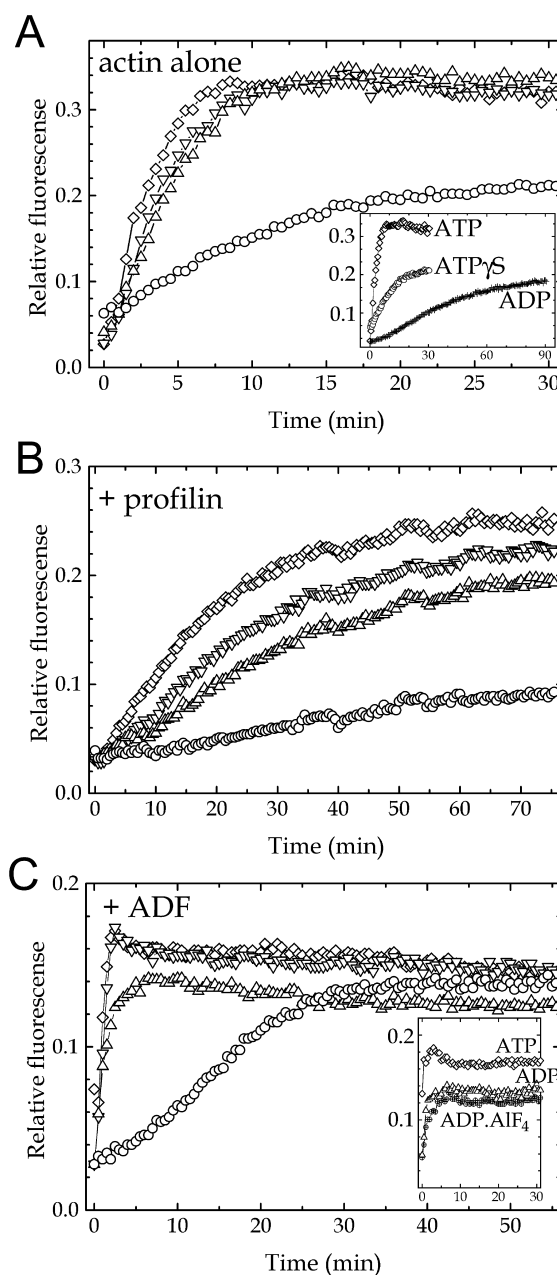 A
actin alone
Relative fluorescense
0.3
0.2
0.1
0.0
0 5 10 15 20 25 30
Time (min)
0.3
0.2
0.1
ATP
ATPγS
ADP
0 30 60 90
B
+ profilin
Relative fluorescense
0.3
0.2
0.1
0.0
0 10 20 30 40 50 60 70
Time (min)
C
+ ADF
Relative fluorescense
0.2
0.1
0.0
0 10 20 30 40 50
Time (min)
0.2
0.1
ATP
ADP
ADP.AlF4
0 10 20 30